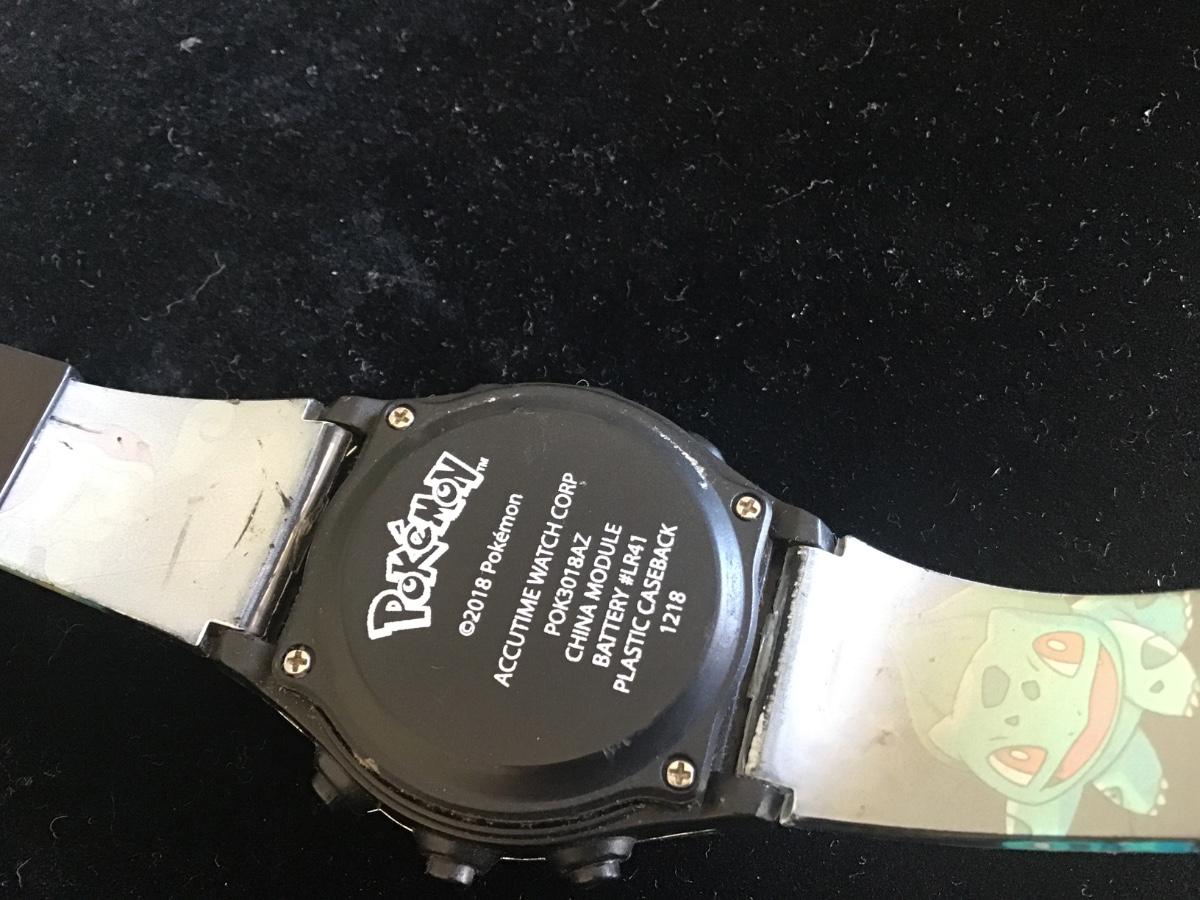 POKéMON™
©2018 Pokémon
ACCUTIME WATCH CORP
POK3018AZ
CHINA MODULE
BATTERY #LR41
PLASTIC CASEBACK
1218